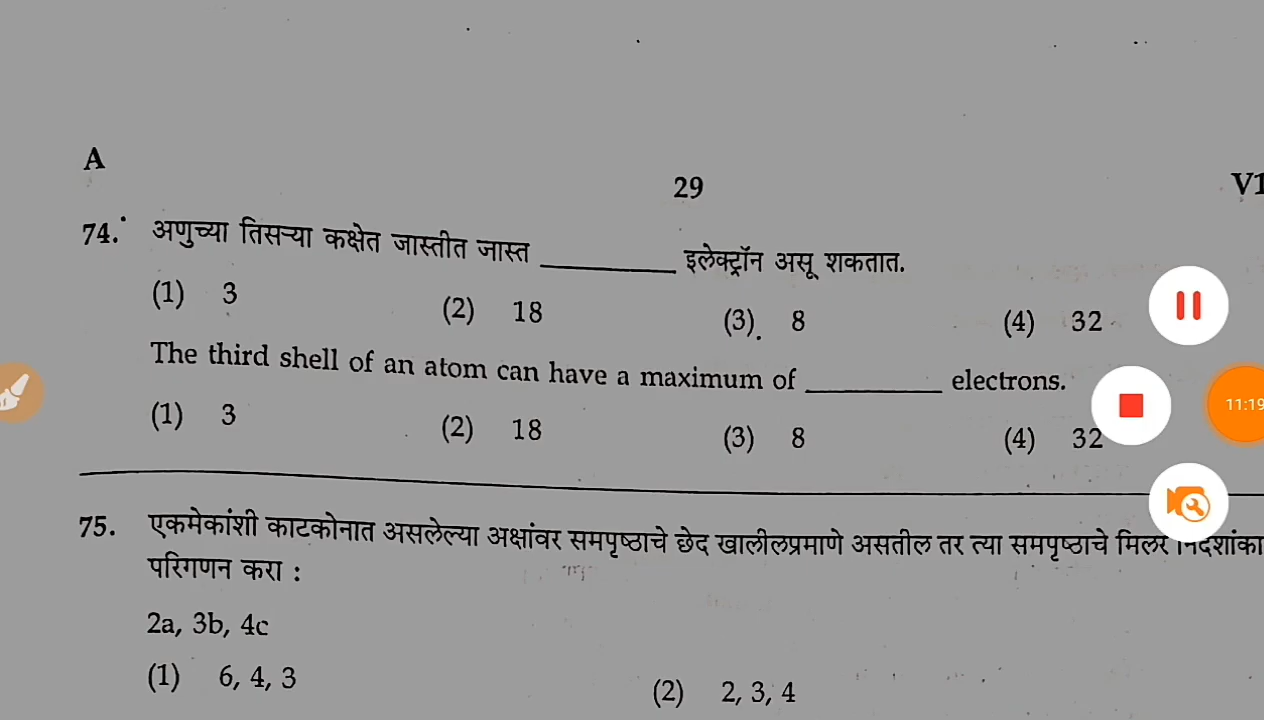 A
29
V1
74. अणुच्या तिसऱ्या कक्षेत जास्तीत जास्त ________ इलेक्ट्रॉन असू शकतात.
(1) 3 (2) 18 (3) 8 (4) 32
The third shell of an atom can have a maximum of ________ electrons.
(1) 3 (2) 18 (3) 8 (4) 32
11:19
75. एकमेकांशी काटकोनात असलेल्या अक्षांवर समपृष्ठाचे छेद खालीलप्रमाणे असतील तर त्या समपृष्ठाचे मिलर निर्देशांका
परिगणन करा :
2a, 3b, 4c
(1) 6, 4, 3 (2) 2, 3, 4